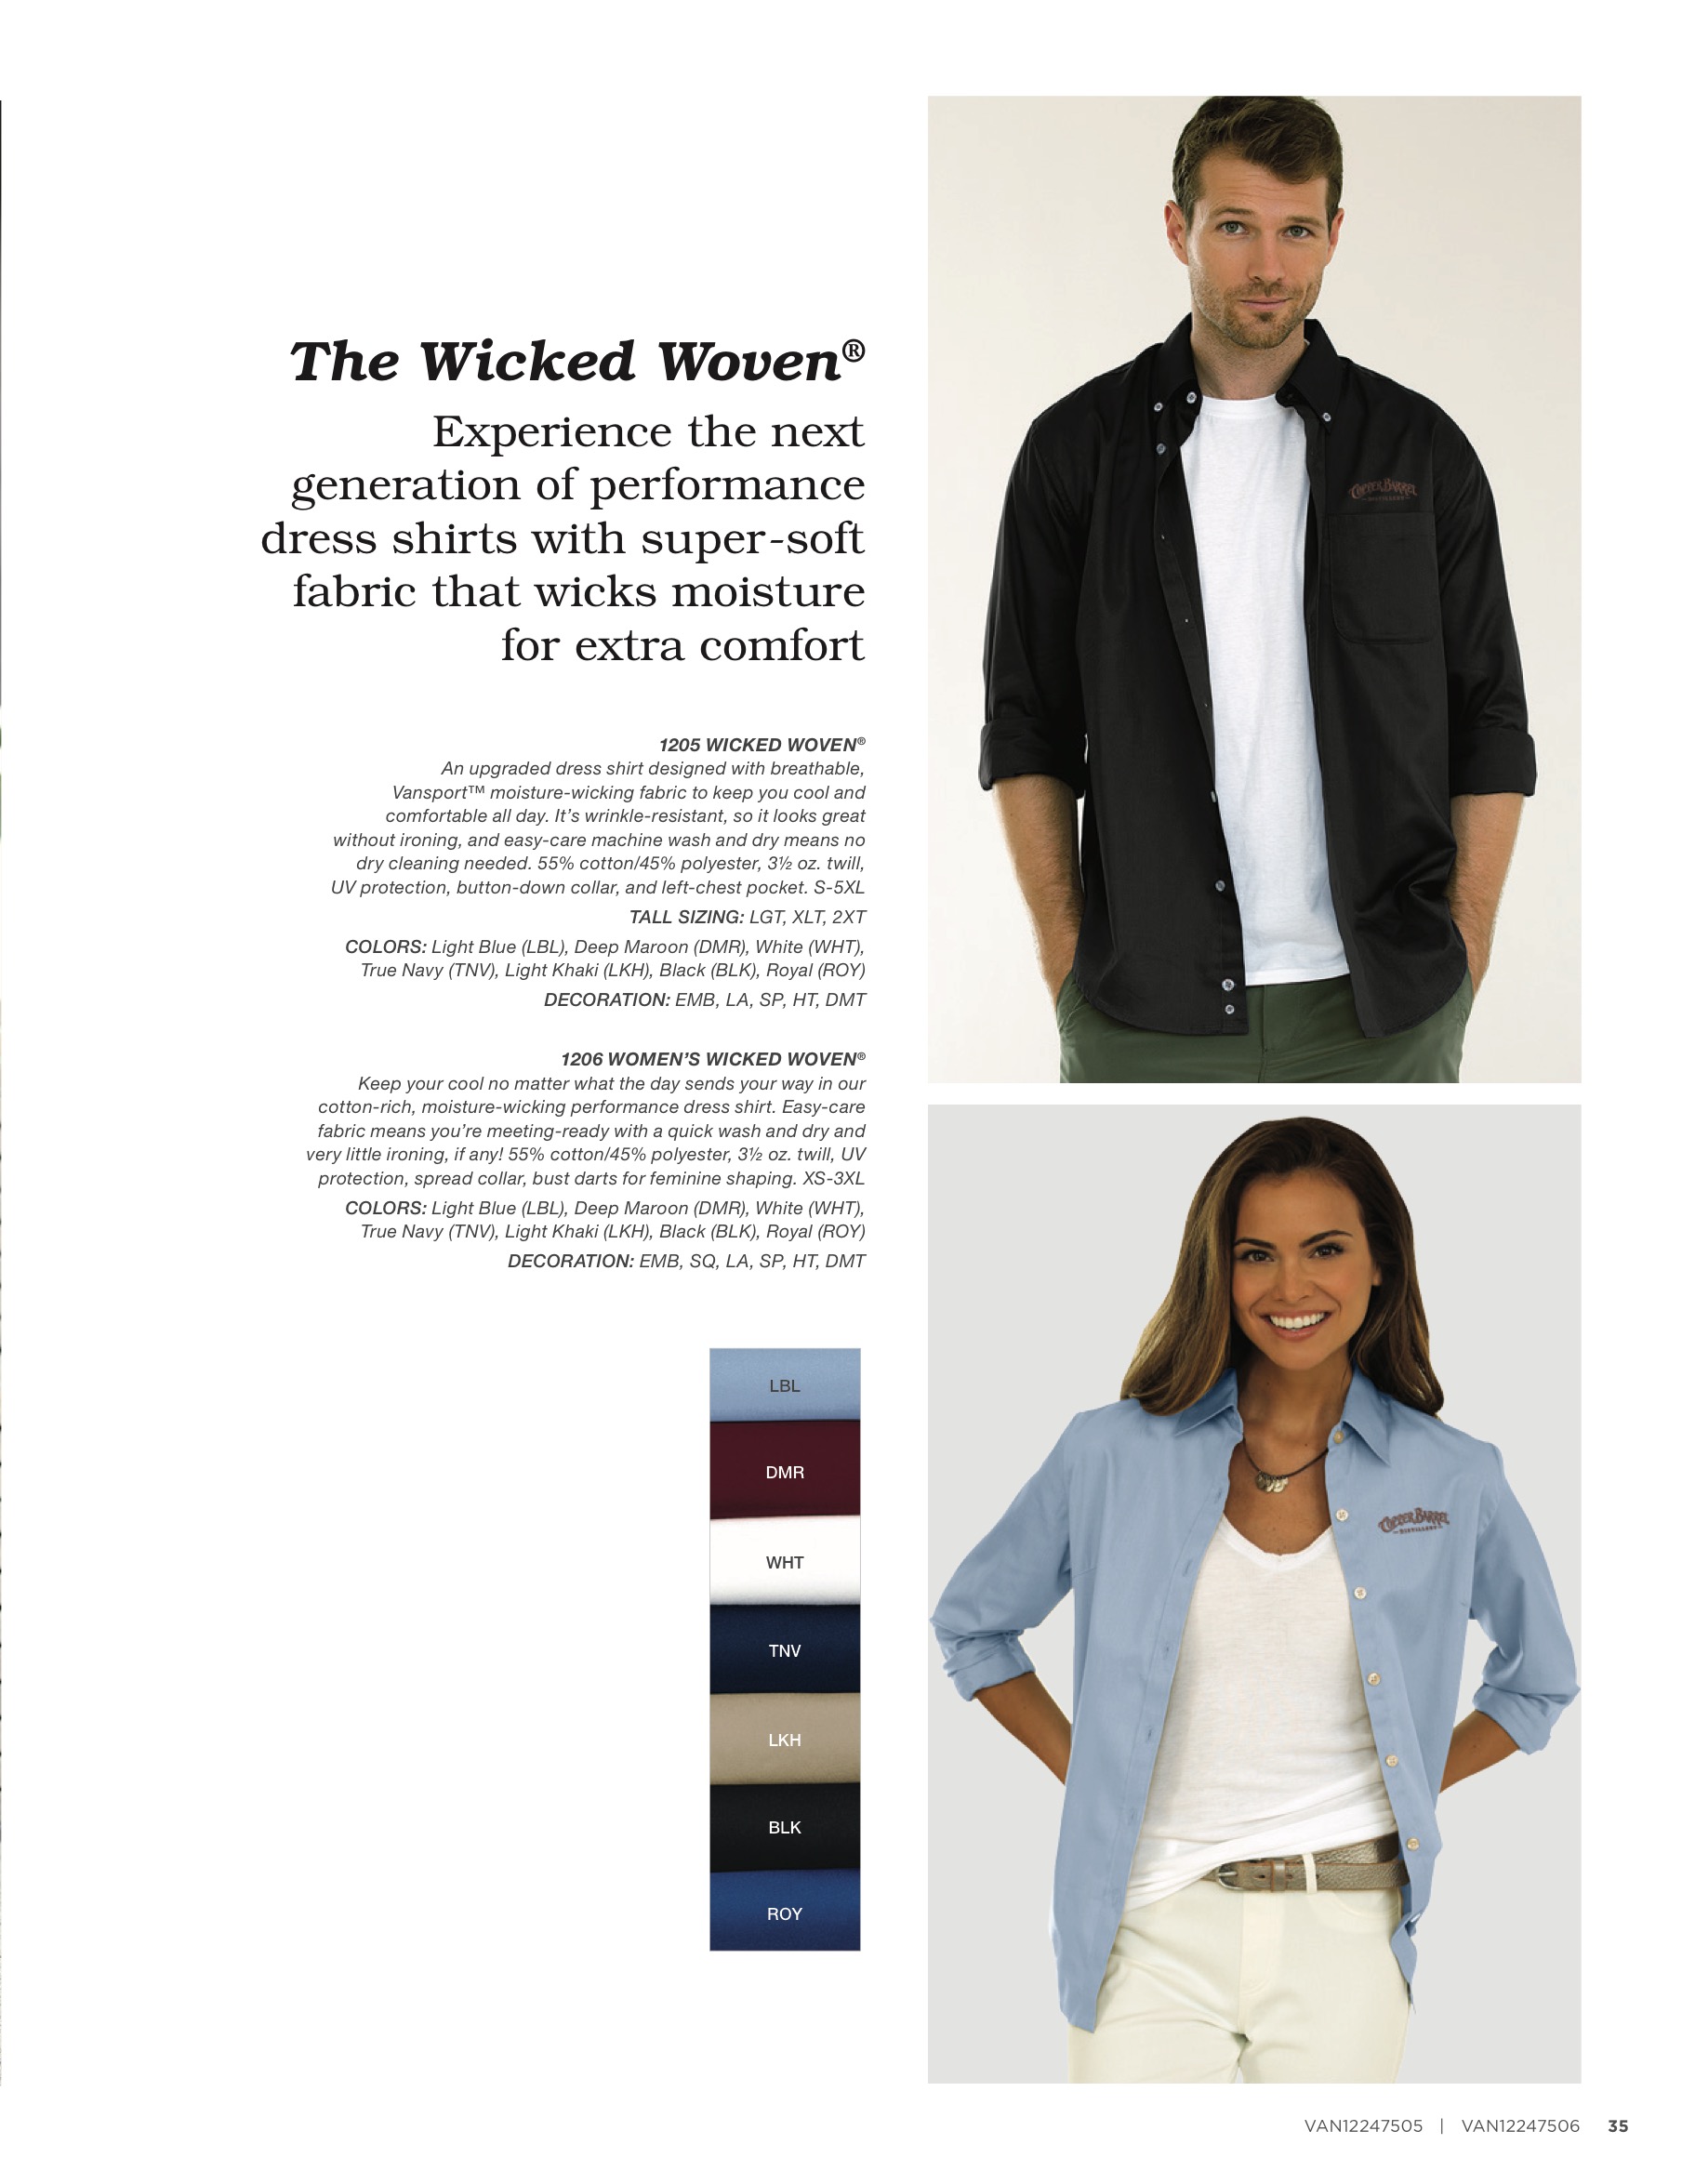 The Wicked Woven®
Experience the next
generation of performance
dress shirts with super-soft
fabric that wicks moisture
for extra comfort
1205 WICKED WOVEN®
An upgraded dress shirt designed with breathable,
Vansport™ moisture-wicking fabric to keep you cool and
comfortable all day. It’s wrinkle-resistant, so it looks great
without ironing, and easy-care machine wash and dry means no
dry cleaning needed. 55% cotton/45% polyester, 3½ oz. twill,
UV protection, button-down collar, and left-chest pocket. S-5XL
TALL SIZING: LGT, XLT, 2XT
COLORS: Light Blue (LBL), Deep Maroon (DMR), White (WHT),
True Navy (TNV), Light Khaki (LKH), Black (BLK), Royal (ROY)
DECORATION: EMB, LA, SP, HT, DMT
1206 WOMEN’S WICKED WOVEN®
Keep your cool no matter what the day sends your way in our
cotton-rich, moisture-wicking performance dress shirt. Easy-care
fabric means you’re meeting-ready with a quick wash and dry and
very little ironing, if any! 55% cotton/45% polyester, 3½ oz. twill, UV
protection, spread collar, bust darts for feminine shaping. XS-3XL
COLORS: Light Blue (LBL), Deep Maroon (DMR), White (WHT),
True Navy (TNV), Light Khaki (LKH), Black (BLK), Royal (ROY)
DECORATION: EMB, SQ, LA, SP, HT, DMT
LBL
DMR
WHT
TNV
LKH
BLK
ROY
COPPER BARREL
DISTILLERY
COPPER BARREL
DISTILLERY
VAN12247505 | VAN12247506 35